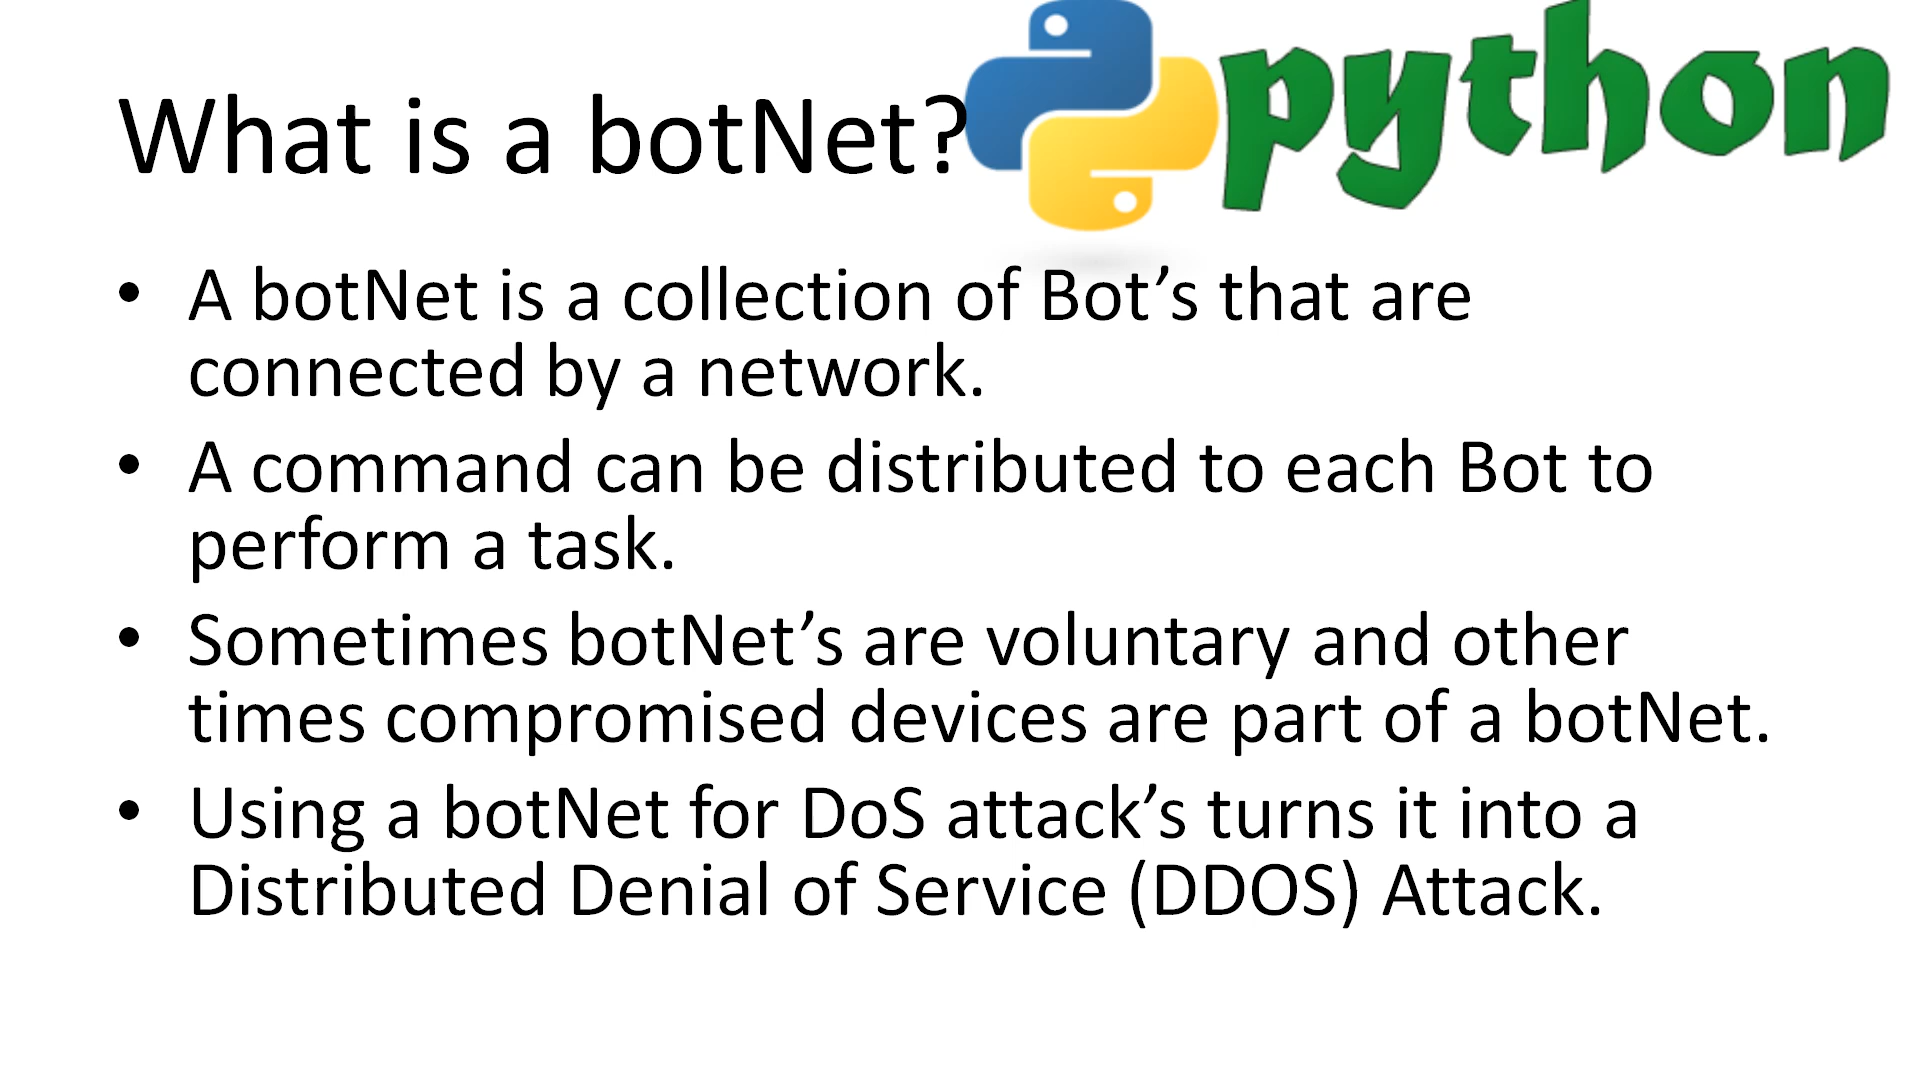 What is a botNet?
python
• A botNet is a collection of Bot’s that are
connected by a network.
• A command can be distributed to each Bot to
perform a task.
• Sometimes botNet’s are voluntary and other
times compromised devices are part of a botNet.
• Using a botNet for DoS attack’s turns it into a
Distributed Denial of Service (DDOS) Attack.